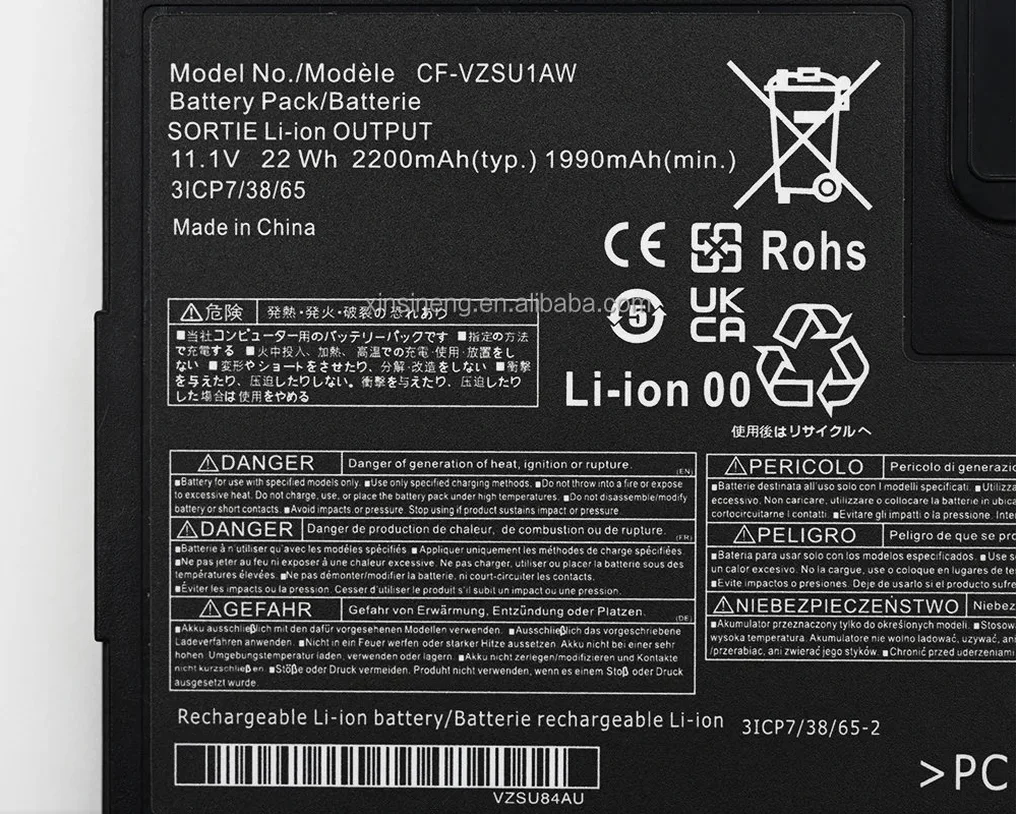 Model No./Modèle CF-VZSU1AW
Battery Pack/Batterie
SORTIE Li-ion OUTPUT
11.1V 22 Wh 2200mAh(typ.) 1990mAh(min.)
3ICP7/38/65
Made in China
CE Rohs
xinsineng.en.alibaba.com
5 UK
CA
Li-ion 00
使用後はリサイクルへ
危険 発熱・発火・破裂の恐れあり
■当社コンピューター用のバッテリーパックです ■指定の方法
で充電する ■火中投入、加熱、高温での充電・使用・放置をし
ない ■変形やショートをさせたり、分解・改造をしない ■衝撃
を与えたり、圧迫したりしない。衝撃を与えたり、圧迫したり
した場合は使用をやめる
DANGER Danger of generation of heat, ignition or rupture. (EN)
■Battery for use with specified models only. ■Use only specified charging methods. ■Do not throw into a fire or expose
to excessive heat. Do not charge, use, or place the battery pack under high temperatures. ■Do not disassemble/modify
battery or short contacts. ■Avoid impacts or pressure. Stop using if product sustains impact or pressure.
DANGER Danger de production de chaleur, de combustion ou de rupture. (FR)
■Batterie à n'utiliser qu'avec les modèles spécifiés. ■Appliquer uniquement les méthodes de charge spécifiées.
■Ne pas jeter au feu ni exposer à une chaleur excessive. Ne pas charger, utiliser ou placer la batterie sous des
températures élevées. ■Ne pas démonter/modifier la batterie, ni court-circuiter les contacts.
■Éviter les impacts ou la pression. Cesser d'utiliser le produit s'il subit un impact ou une pression.
GEFAHR Gefahr von Erwärmung, Entzündung oder Platzen. (DE)
■Akku ausschließlich mit den dafür vorgesehenen Modellen verwenden. ■Ausschließlich das vorgeschriebene
Ladeverfahren anwenden. ■Nicht in ein Feuer werfen oder starker Hitze aussetzen. Akku nicht bei einer sehr
hohen Umgebungstemperatur laden, verwenden oder lagern. ■Akku nicht zerlegen/modifizieren und Kontakte
nicht kurzschließen. ■Stöße oder Druck vermeiden. Produkt nicht verwenden, wenn es einem Stoß oder Druck
ausgesetzt wurde.
PERICOLO Pericolo di generazio
■Batterie destinata all'uso solo con I modelli specificati. ■Utilizza
eccessivo. Non caricare, utilizzare o collocare la batterie in ubica
cortocircuitarne I contatti. ■Evitare gli impatti o la pressione. Inte
PELIGRO Peligro de que se pro
■Bateria para usar solo con los modelos especificados. ■Use s
un calor excesivo. No la cargue, use o coloque en lugares de te
■Evite impactos o presiones. Deje de usarlo si el producto sufre
NIEBEZPIECZEŃSTWO Niebez
■Akumulator przeznaczony tylko do określonych modeli. ■Stosow
wysoka temperatura. Akumulatore nie wolno ladować, uzywać, ani
/przerabiac, ani zwierać jego styków. ■Chronić przed uderzeniami
Rechargeable Li-ion battery/Batterie rechargeable Li-ion 3ICP7/38/65-2
VZSU84AU
>PC